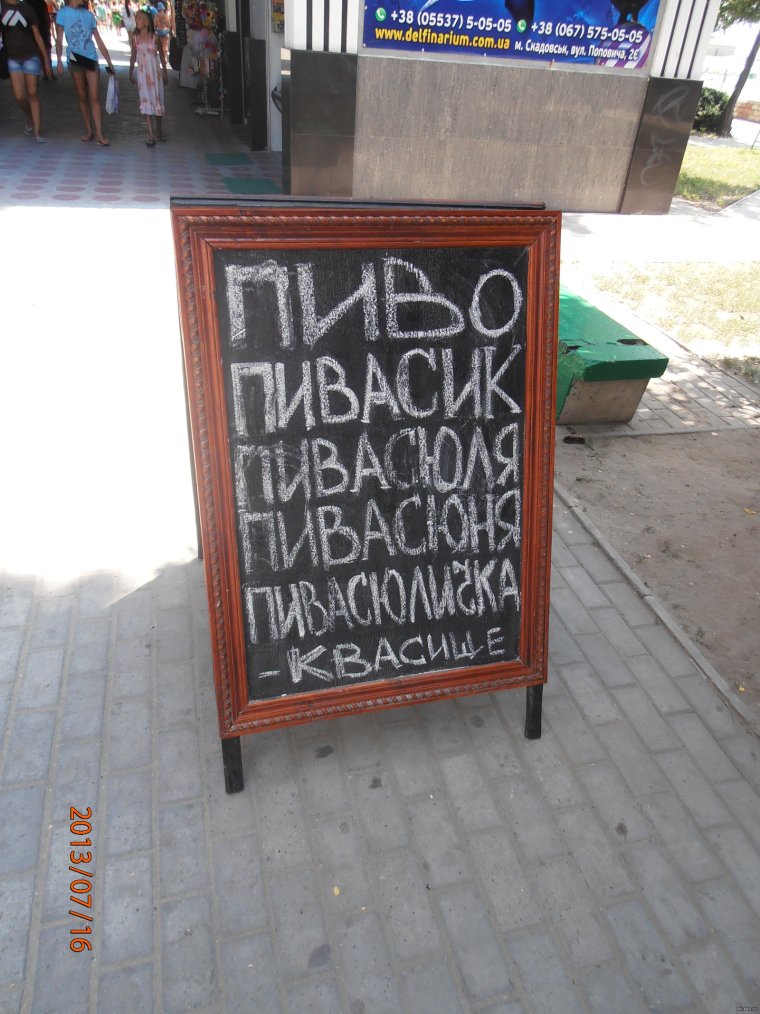 +38 (05537) 5-05-05 +38 (067) 575-05-05
www.delfinarium.com.ua м. Скадовськ, вул. Поповича, 2Є
ПИВО
ПИВАСИК
ПИВАСЮЛЯ
ПИВАСЮНЯ
ПИВАСЮЛИЧКА
- КВАСИЩЕ
2013/07/16